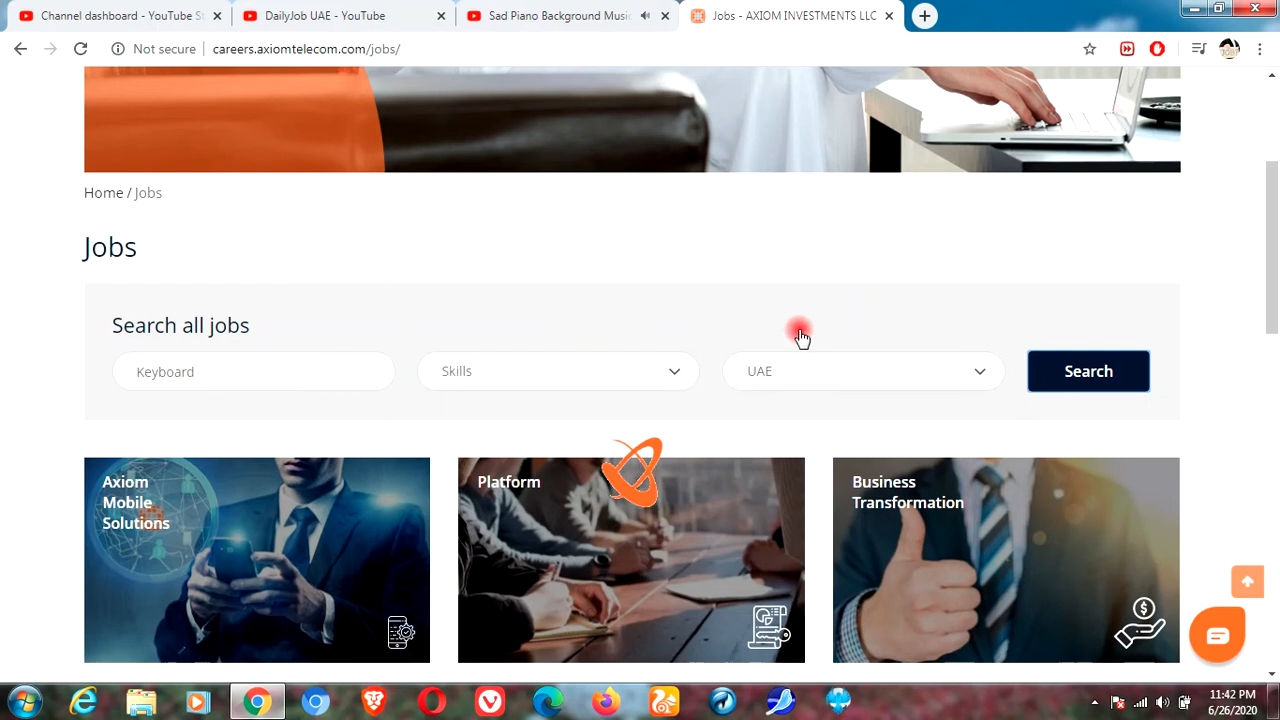 Channel dashboard - YouTube St
DailyJob UAE - YouTube
Sad Piano Background Music
Jobs - AXIOM INVESTMENTS LLC
Not secure
careers.axiomtelecom.com/jobs/
Home / Jobs
Jobs
Search all jobs
Keyboard
Skills
UAE
Search
Axiom
Mobile
Solutions
Platform
Business
Transformation
11:42 PM
6/26/2020